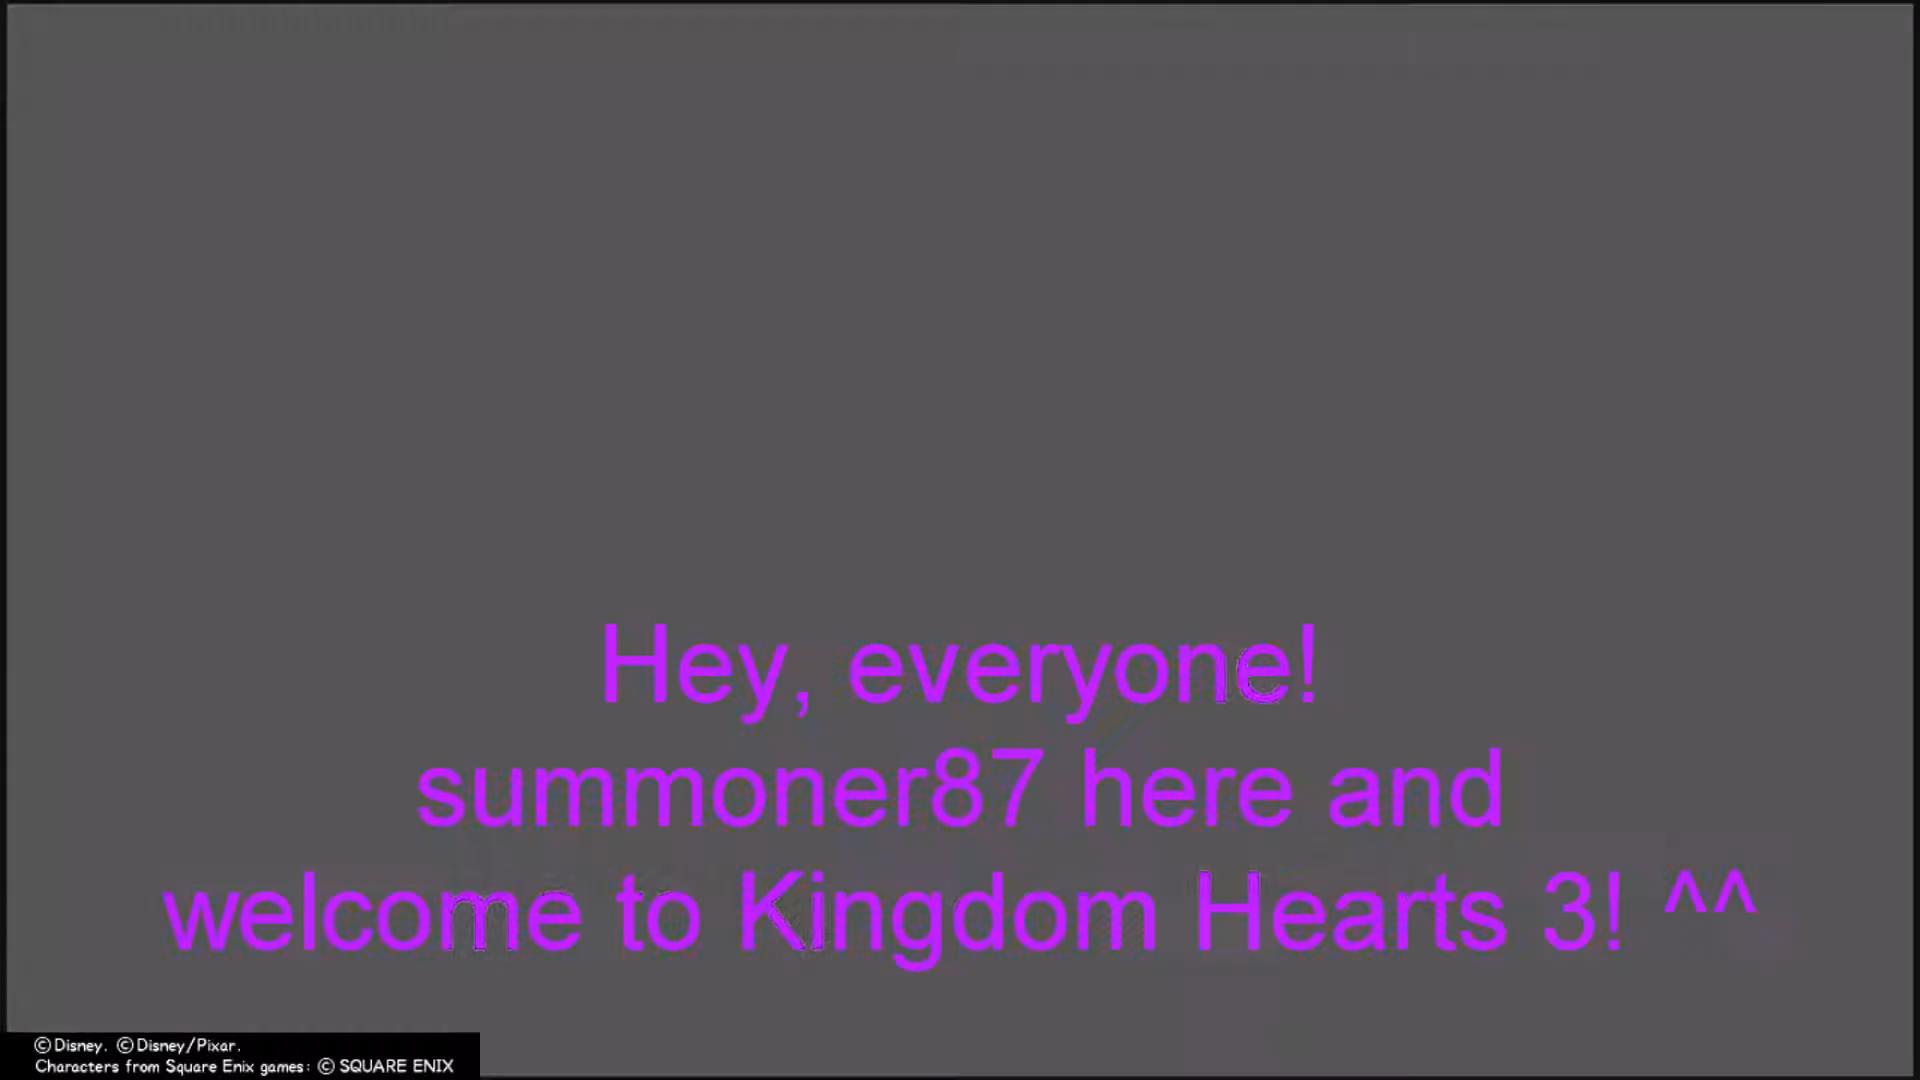 Hey, everyone!
summoner87 here and
welcome to Kingdom Hearts 3! ^^
©Disney. ©Disney/Pixar.
Characters from Square Enix games: © SQUARE ENIX